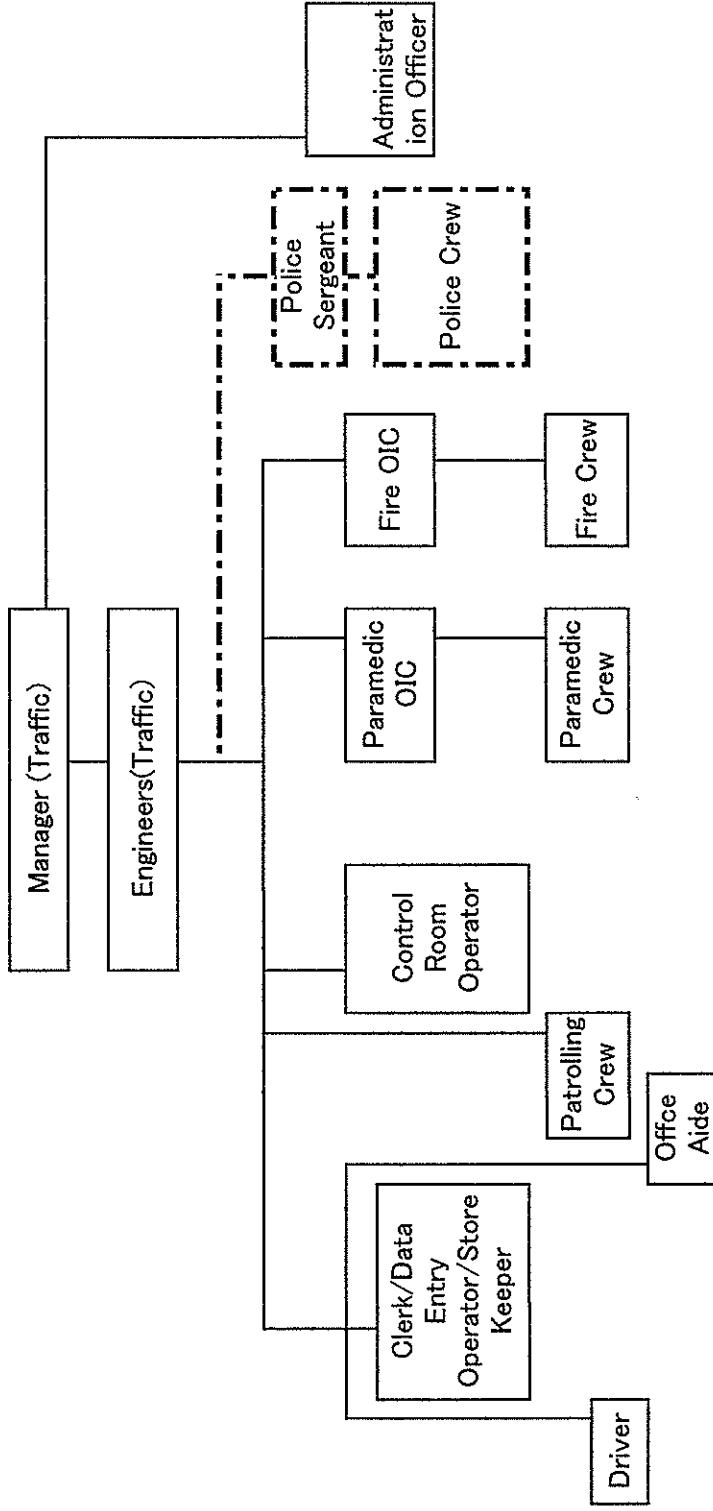 Manager (Traffic)
Engineers(Traffic)
Administrat
ion Officer
Police
Sergeant
Police Crew
Clerk/Data
Entry
Operator/Store
Keeper
Control
Room
Operator
Paramedic
OIC
Fire OIC
Driver
Offce
Aide
Patrolling
Crew
Paramedic
Crew
Fire Crew